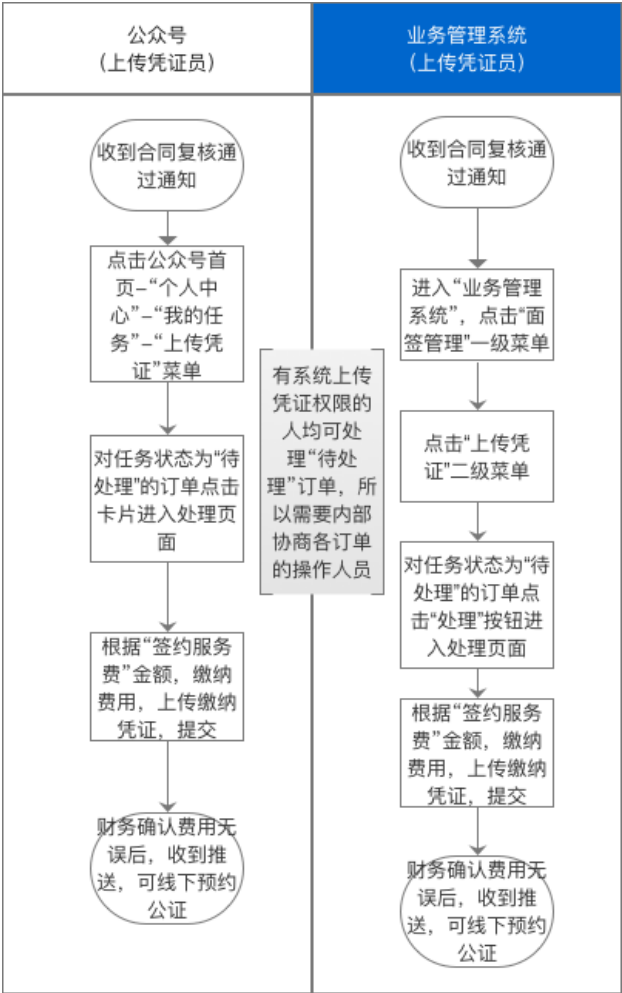 公众号
（上传凭证员）
业务管理系统
（上传凭证员）
收到合同复核通
过通知
点击公众号首
页-“个人中
心”-“我的任
务”-“上传凭
证”菜单
对任务状态为“待
处理”的订单点击
卡片进入处理页
面
根据“签约服务
费”金额，缴纳
费用，上传缴纳
凭证，提交
财务确认费用无
误后，收到推
送，可线下预约
公证
有系统上传
凭证权限的
人均可处
理“待处
理”订单，所
以需要内部
协商各订单
的操作人员
收到合同复核通
过通知
进入“业务管理
系统”，点击“面
签管理”一级菜单
点击“上传凭
证”二级菜单
对任务状态为“待
处理”的订单点
击“处理”按钮进
入处理页面
根据“签约服务
费”金额，缴纳
费用，上传缴纳
凭证，提交
财务确认费用无
误后，收到推
送，可线下预约
公证